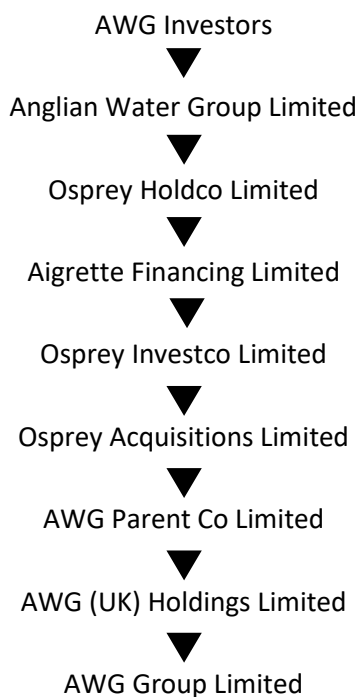 AWG Investors
Anglian Water Group Limited
Osprey Holdco Limited
Aigrette Financing Limited
Osprey Investco Limited
Osprey Acquisitions Limited
AWG Parent Co Limited
AWG (UK) Holdings Limited
AWG Group Limited